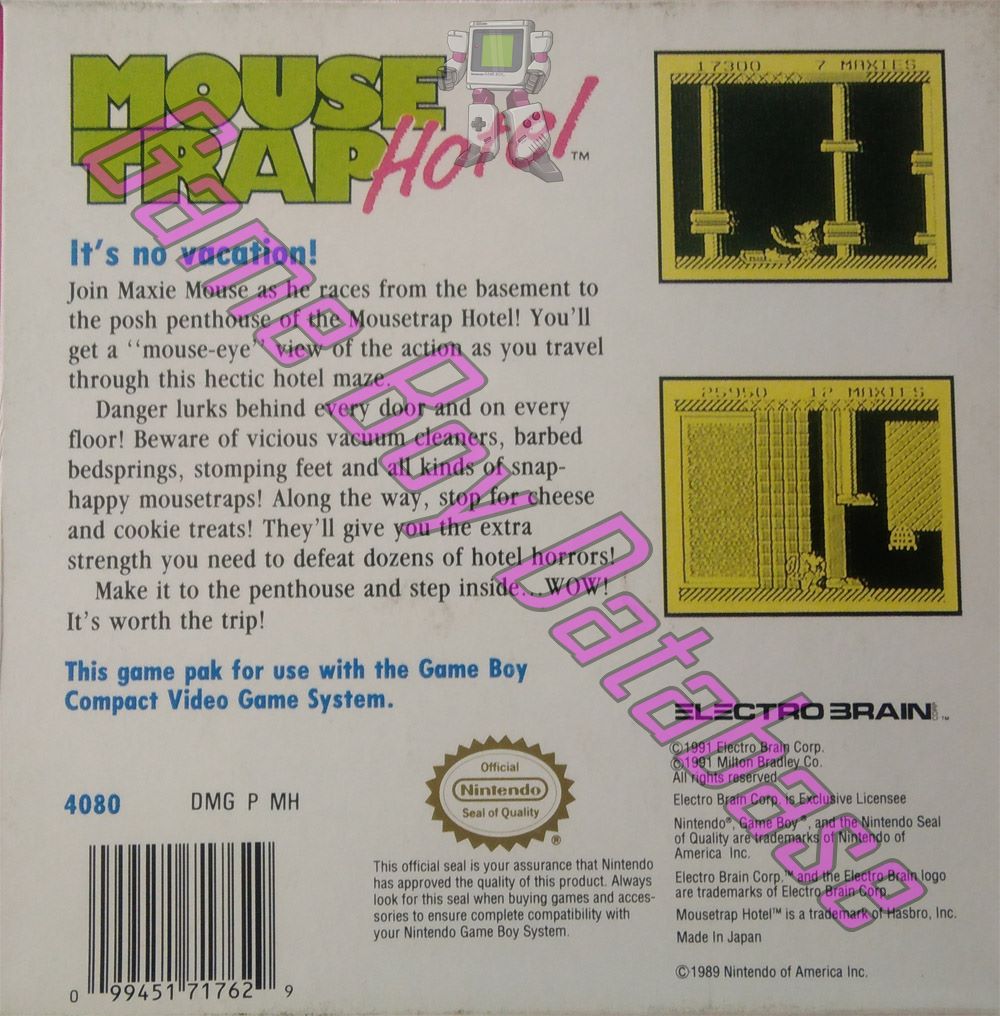 MOUSE
TRAP Hotel™
It's no vacation!
Join Maxie Mouse as he races from the basement to
the posh penthouse of the Mousetrap Hotel! You'll
get a "mouse-eye" view of the action as you travel
through this hectic hotel maze.
Danger lurks behind every door and on every
floor! Beware of vicious vacuum cleaners, barbed
bedsprings, stomping feet and all kinds of snap-
happy mousetraps! Along the way, stop for cheese
and cookie treats! They'll give you the extra
strength you need to defeat dozens of hotel horrors!
Make it to the penthouse and step inside...WOW!
It's worth the trip!
This game pak for use with the Game Boy
Compact Video Game System.
4080 DMG P MH
0 99451 71762 9
Official
Nintendo
Seal of Quality
®
This official seal is your assurance that Nintendo
has approved the quality of this product. Always
look for this seal when buying games and acces-
sories to ensure complete compatibility with
your Nintendo Game Boy System.
17300 7 MAXIES
25950 12 MAXIES
ELECTRO BRAIN CORP ™
©1991 Electro Brain Corp.
©1991 Milton Bradley Co.
All rights reserved
Electro Brain Corp. is Exclusive Licensee
Nintendo®, Game Boy®, and the Nintendo Seal
of Quality are trademarks of Nintendo of
America Inc.
Electro Brain Corp.™ and the Electro Brain logo
are trademarks of Electro Brain Corp.
Mousetrap Hotel™ is a trademark of Hasbro, Inc.
Made In Japan
©1989 Nintendo of America Inc.
Game Boy Database